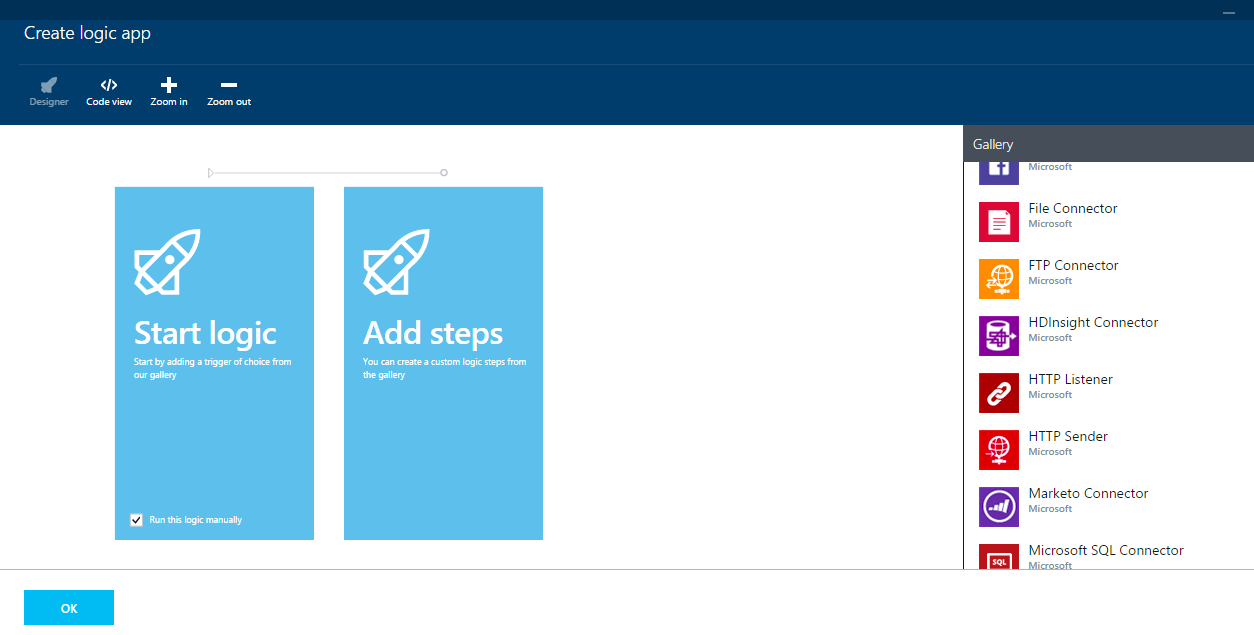 Create logic app
Designer
Code view
Zoom in
Zoom out
Start logic
Start by adding a trigger of choice from
our gallery
Run this logic manually
Add steps
You can create a custom logic steps from
the gallery
Gallery
Microsoft
File Connector
Microsoft
FTP Connector
Microsoft
HDInsight Connector
Microsoft
HTTP Listener
Microsoft
HTTP Sender
Microsoft
Marketo Connector
Microsoft
Microsoft SQL Connector
SQL
Microsoft
OK